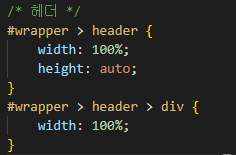 /* 헤더 */
#wrapper > header {
    width: 100%;
    height: auto;
}
#wrapper > header > div {
    width: 100%;
}